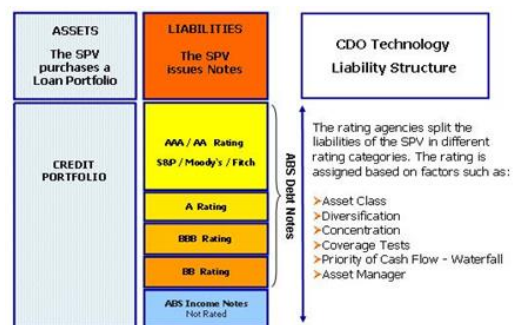 ASSETS
The SPV
purchases a
Loan Portfolio
LIABILITIES
The SPV
issues Notes
CDO Technology
Liability Structure
CREDIT
PORTFOLIO
AAA / AA Rating
S&P / Moody's / Fitch
A Rating
BBB Rating
BB Rating
ABS Income Notes
Not Rated
ABS Debt Notes
The rating agencies split the
liabilities of the SPV in different
rating categories. The rating is
assigned based on factors such as:
➤Asset Class
➤Diversification
➤Concentration
➤Coverage Tests
➤Priority of Cash Flow - Waterfall
➤Asset Manager